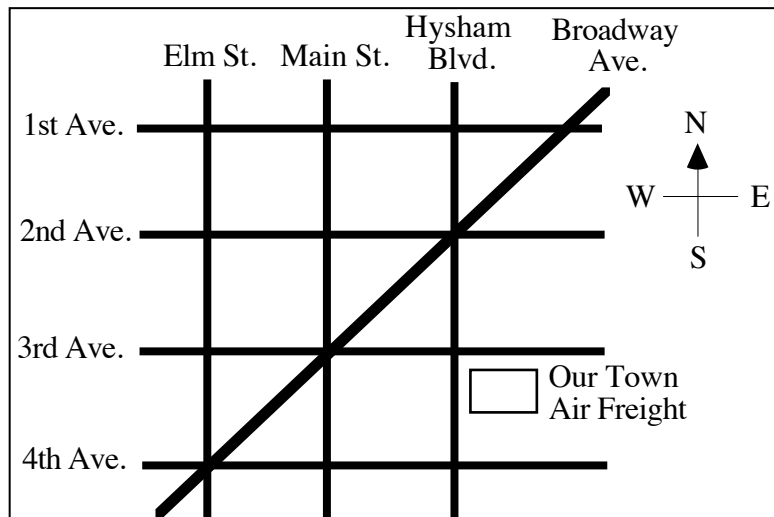 Elm St.
Main St.
Hysham
Blvd.
Broadway
Ave.
1st Ave.
N
W
E
S
2nd Ave.
3rd Ave.
Our Town
Air Freight
4th Ave.